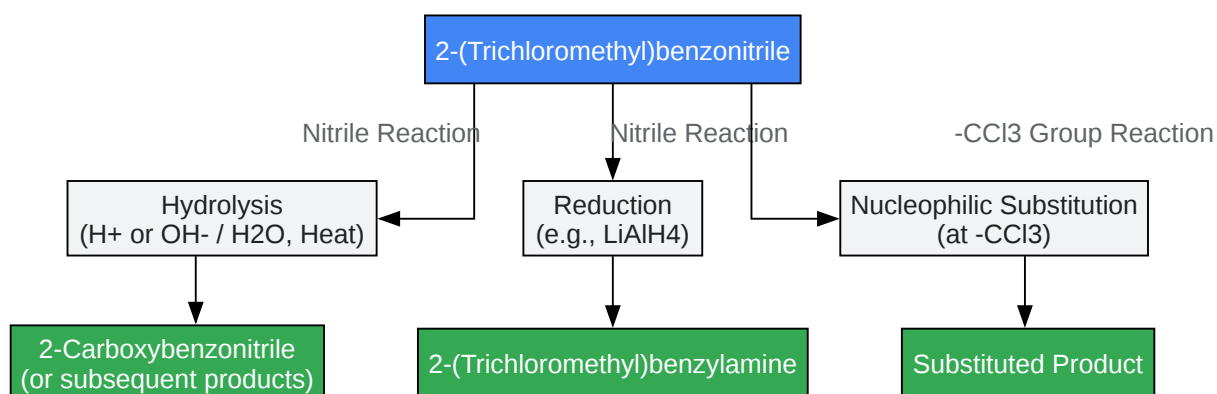 2-(Trichloromethyl)benzonitrile
Nitrile Reaction
Nitrile Reaction
-CCl3 Group Reaction
Hydrolysis
(H+ or OH- / H2O, Heat)
Reduction
(e.g., LiAlH4)
Nucleophilic Substitution
(at -CCl3)
2-Carboxybenzonitrile
(or subsequent products)
2-(Trichloromethyl)benzylamine
Substituted Product